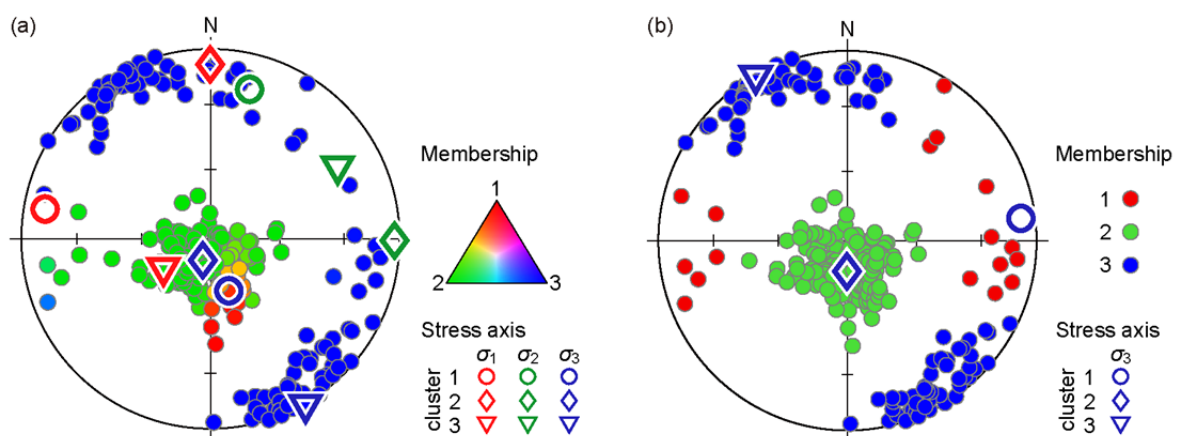 (a)
N
Membership
1
2
3
Stress axis
σ1 σ2 σ3
cluster
1
2
3
(b)
N
Membership
1
2
3
Stress axis
σ3
cluster
1
2
3